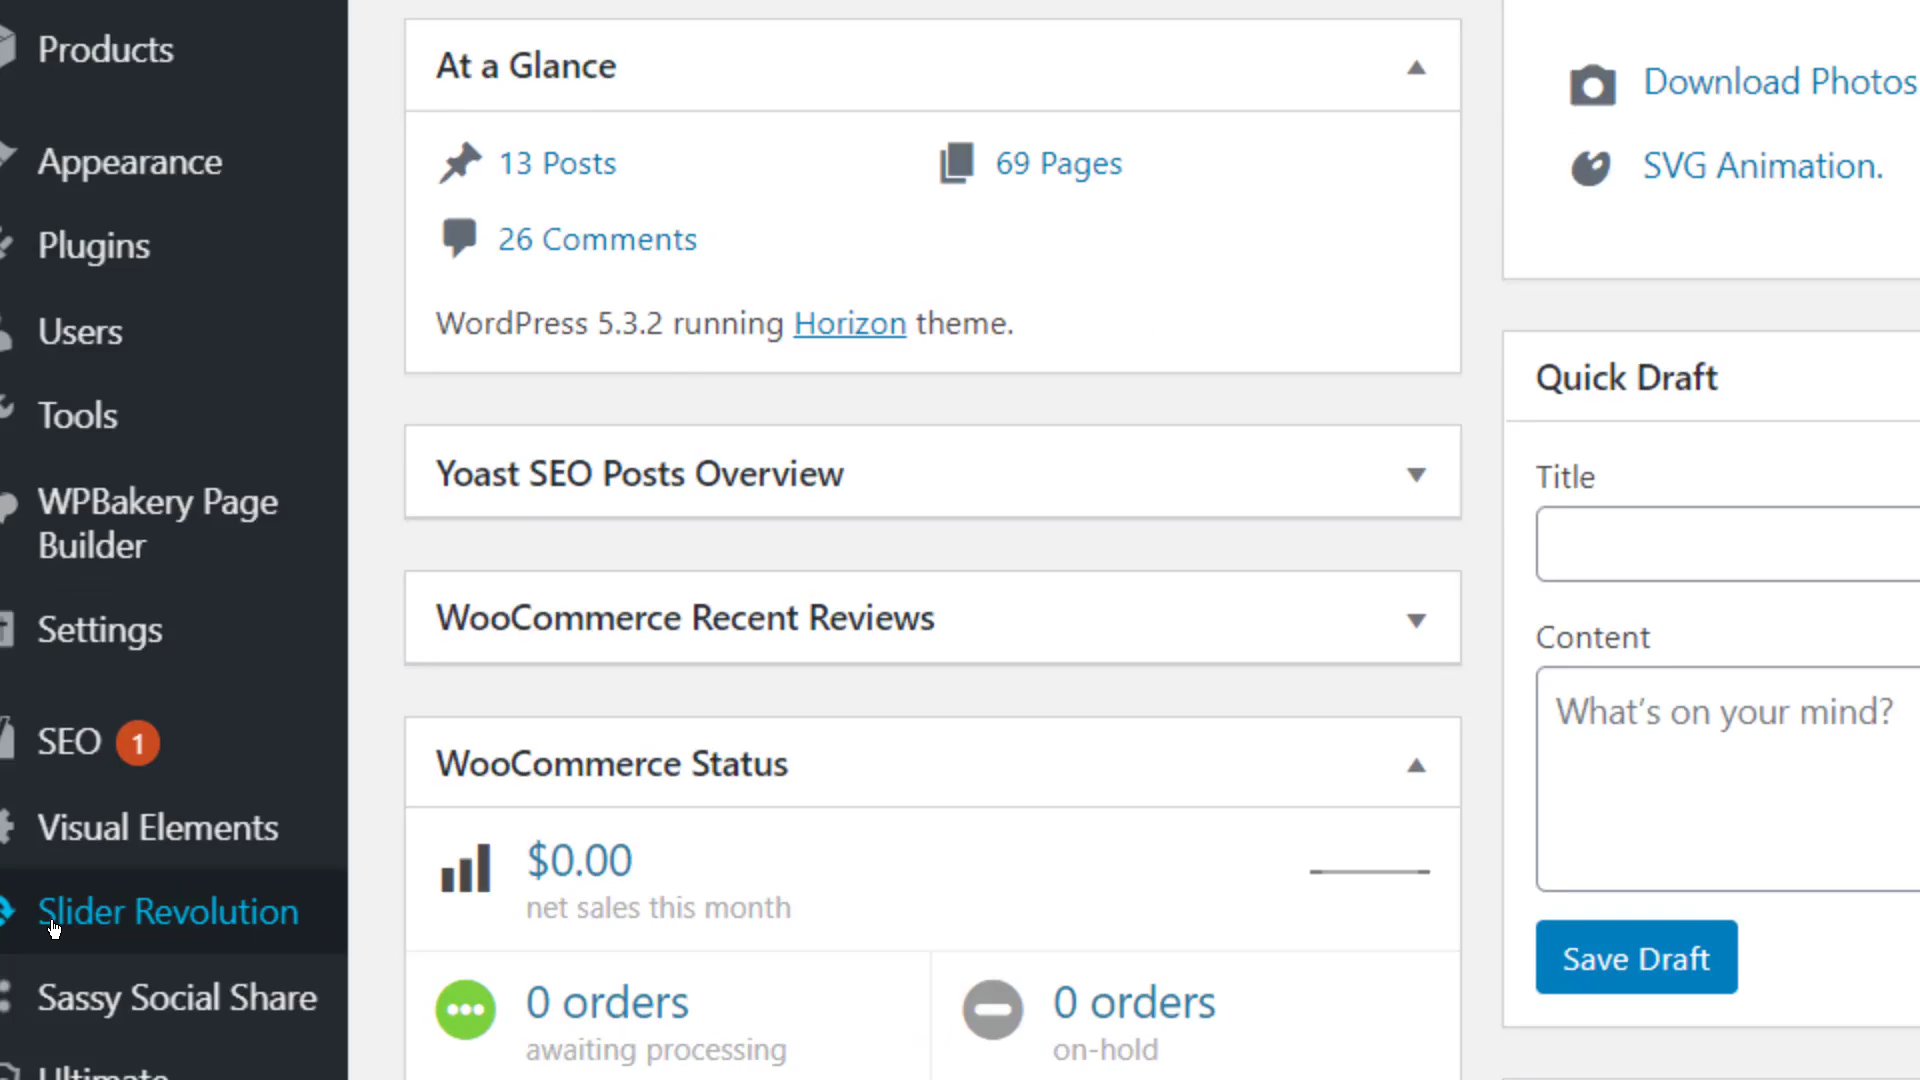 Products
Appearance
Plugins
Users
Tools
WPBakery Page
Builder
Settings
SEO 1
Visual Elements
Slider Revolution
Sassy Social Share
Ultimate
At a Glance
13 Posts
69 Pages
26 Comments
WordPress 5.3.2 running Horizon theme.
Yoast SEO Posts Overview
WooCommerce Recent Reviews
WooCommerce Status
$0.00
net sales this month
0 orders
awaiting processing
0 orders
on-hold
Download Photos
SVG Animation.
Quick Draft
Title
Content
What's on your mind?
Save Draft